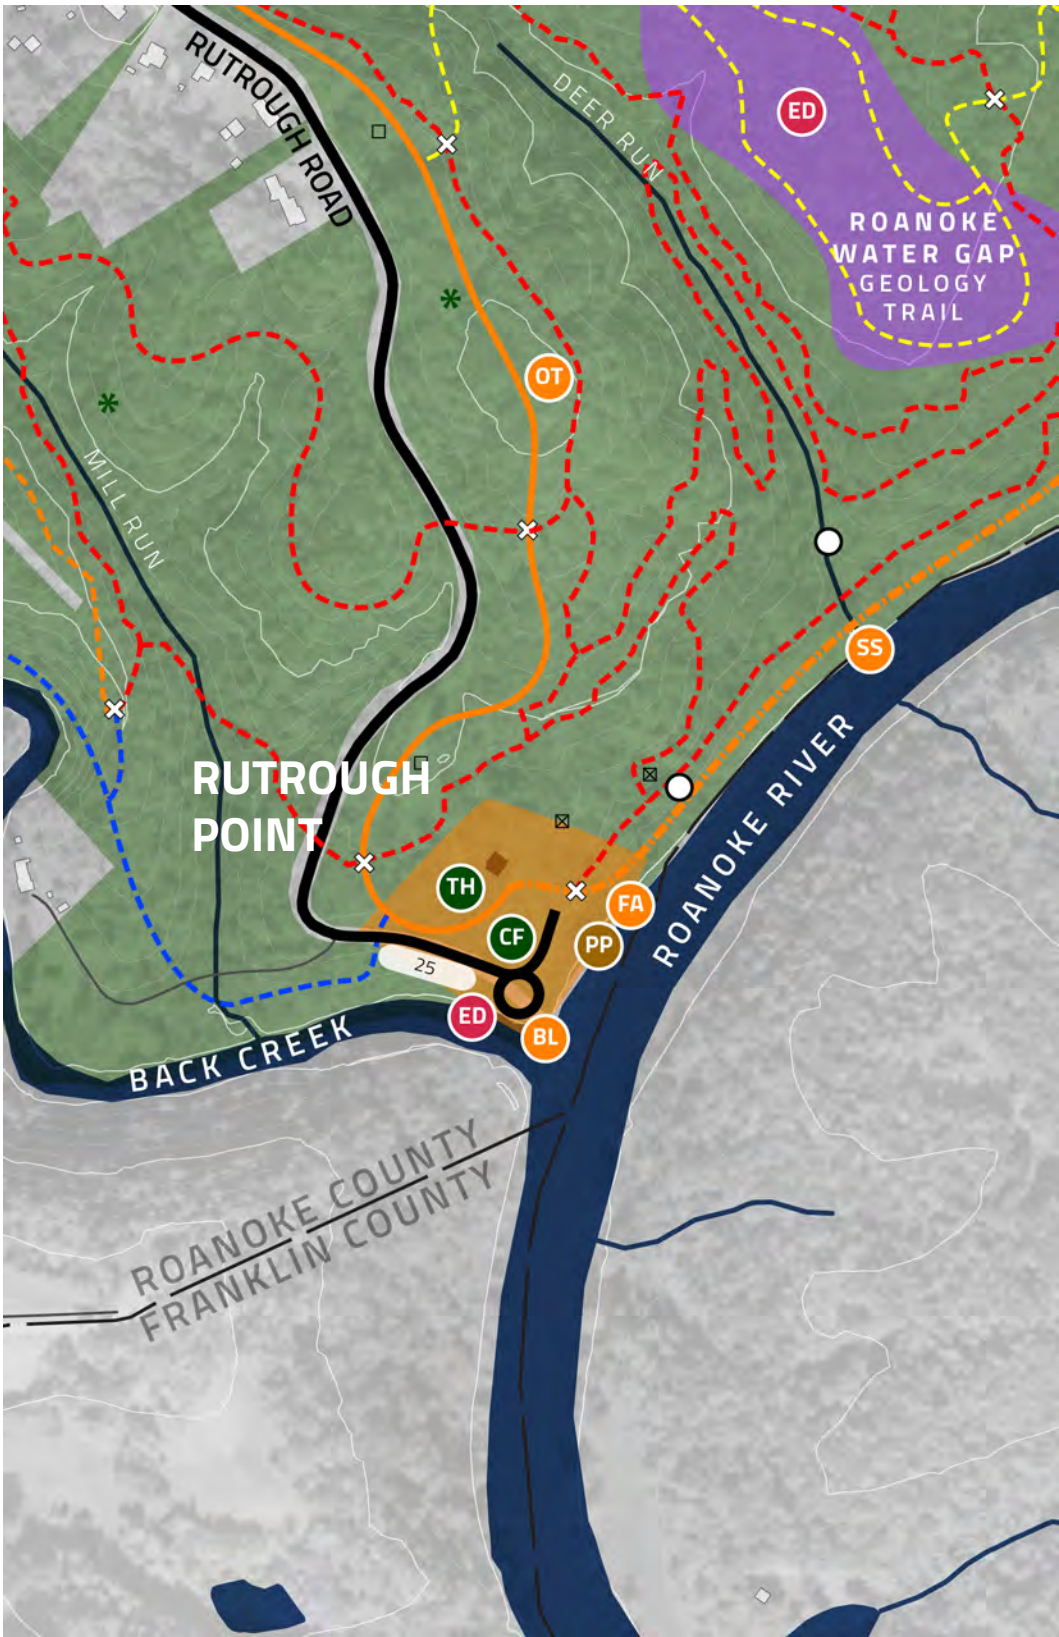 RUTROUGH ROAD
DEER RUN
ED
ROANOKE
WATER GAP
GEOLOGY
TRAIL
OT
MILL RUN
SS
RUTROUGH
POINT
ROANOKE RIVER
TH
FA
CF
PP
25
ED
BL
BACK CREEK
ROANOKE COUNTY
FRANKLIN COUNTY